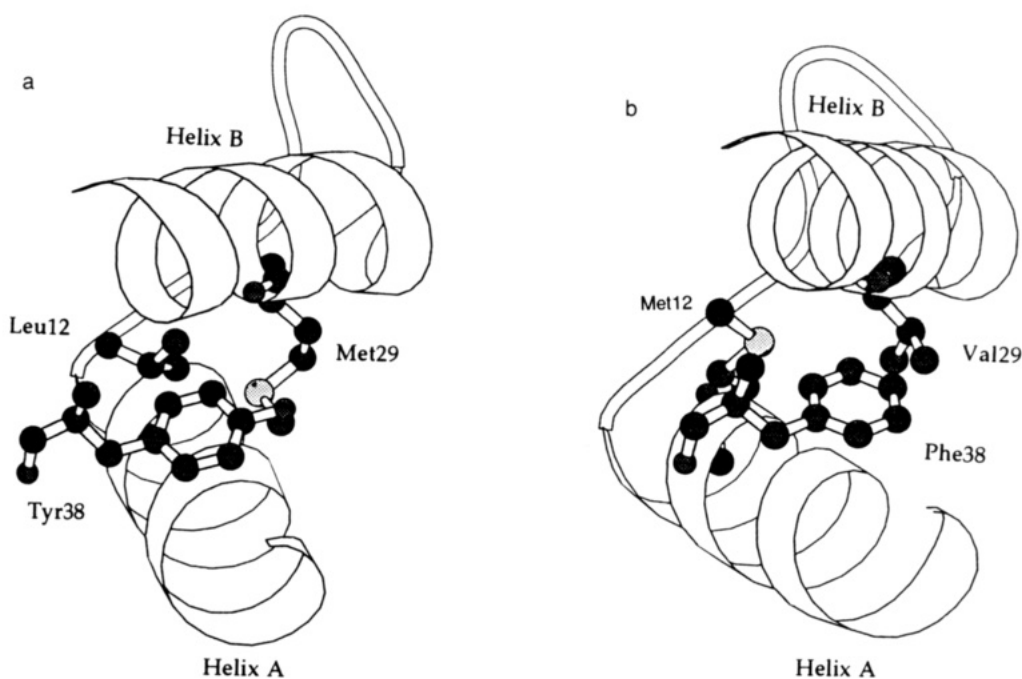 a
Helix B
Leu12
Met29
Tyr38
Helix A
b
Helix B
Met12
Val29
Phe38
Helix A